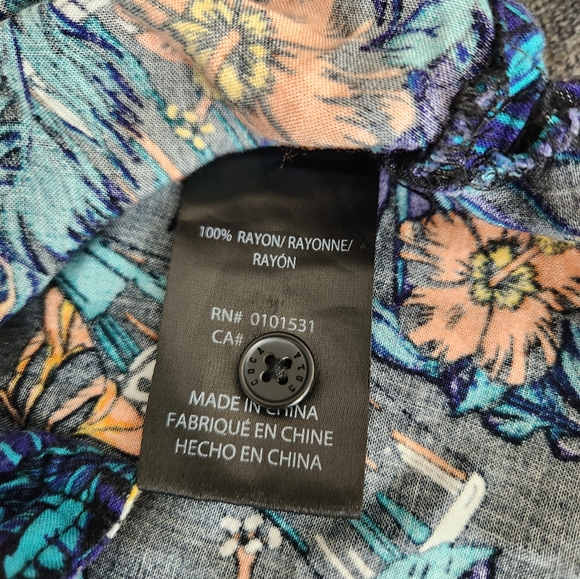 100% RAYON/RAYONNE/
RAYÓN
RN# 0101531
CA#
MADE IN CHINA
FABRIQUÉ EN CHINE
HECHO EN CHINA